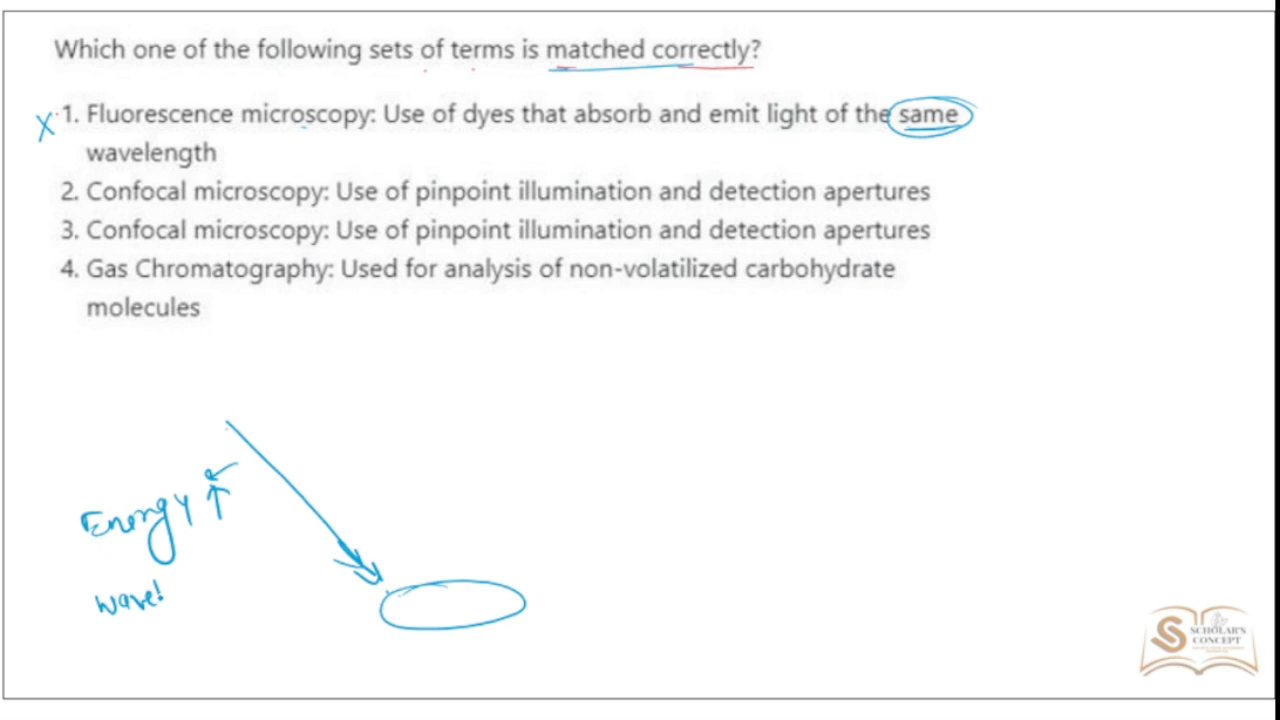 Which one of the following sets of terms is matched correctly?
X 1. Fluorescence microscopy: Use of dyes that absorb and emit light of the same
wavelength
2. Confocal microscopy: Use of pinpoint illumination and detection apertures
3. Confocal microscopy: Use of pinpoint illumination and detection apertures
4. Gas Chromatography: Used for analysis of non-volatilized carbohydrate
molecules
Energy ↑
wavel
SCHOLAR'S
CONCEPT